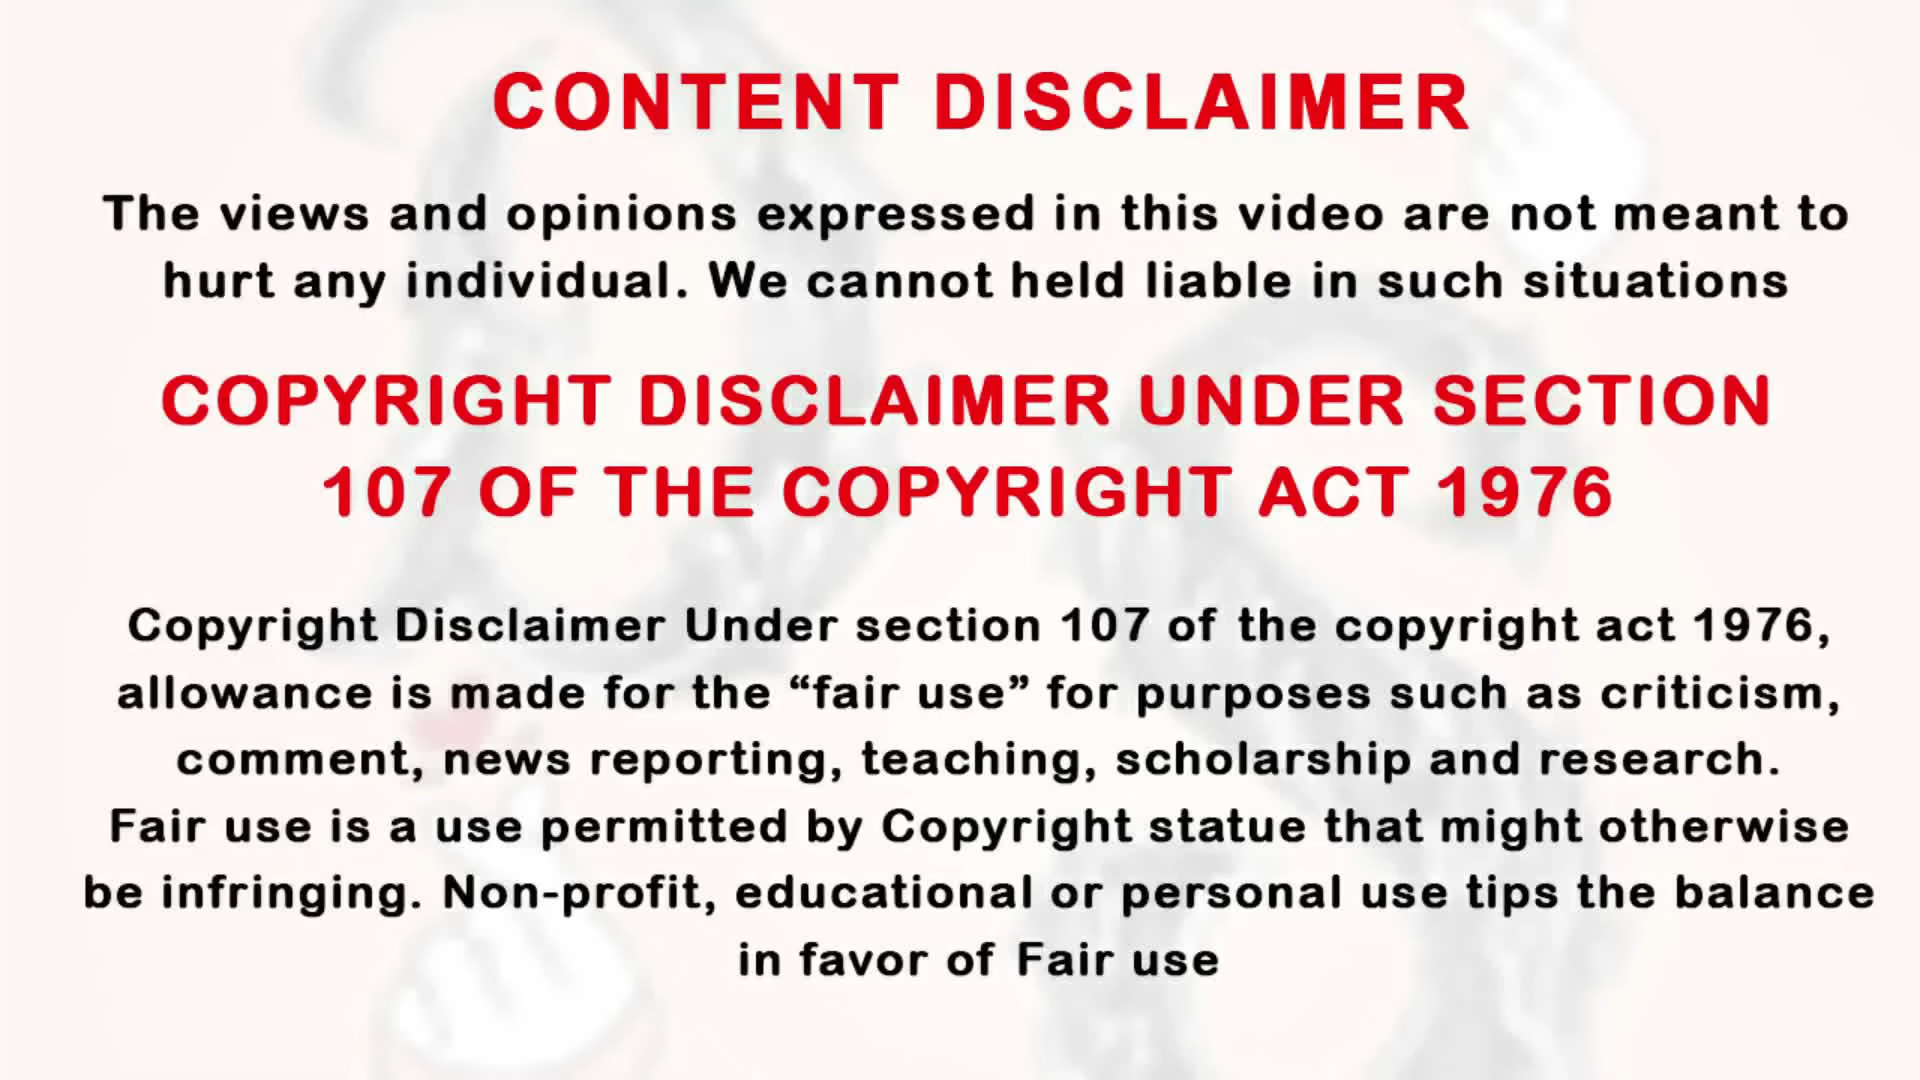 CONTENT DISCLAIMER
The views and opinions expressed in this video are not meant to
hurt any individual. We cannot held liable in such situations
COPYRIGHT DISCLAIMER UNDER SECTION
107 OF THE COPYRIGHT ACT 1976
Copyright Disclaimer Under section 107 of the copyright act 1976,
allowance is made for the “fair use” for purposes such as criticism,
comment, news reporting, teaching, scholarship and research.
Fair use is a use permitted by Copyright statue that might otherwise
be infringing. Non-profit, educational or personal use tips the balance
in favor of Fair use